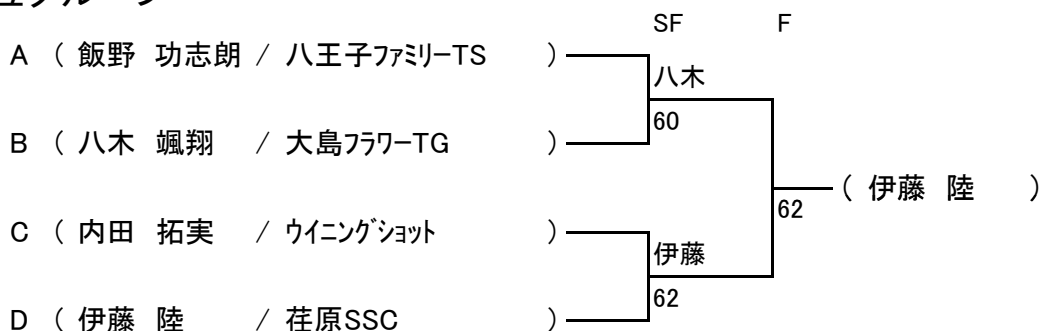 SF F
A ( 飯野 功志朗 / 八王子ファミリーTS )
八木
60
B ( 八木 颯翔 / 大島フラワーTG )
( 伊藤 陸 )
62
C ( 内田 拓実 / ウイニングショット )
伊藤
62
D ( 伊藤 陸 / 荏原SSC )